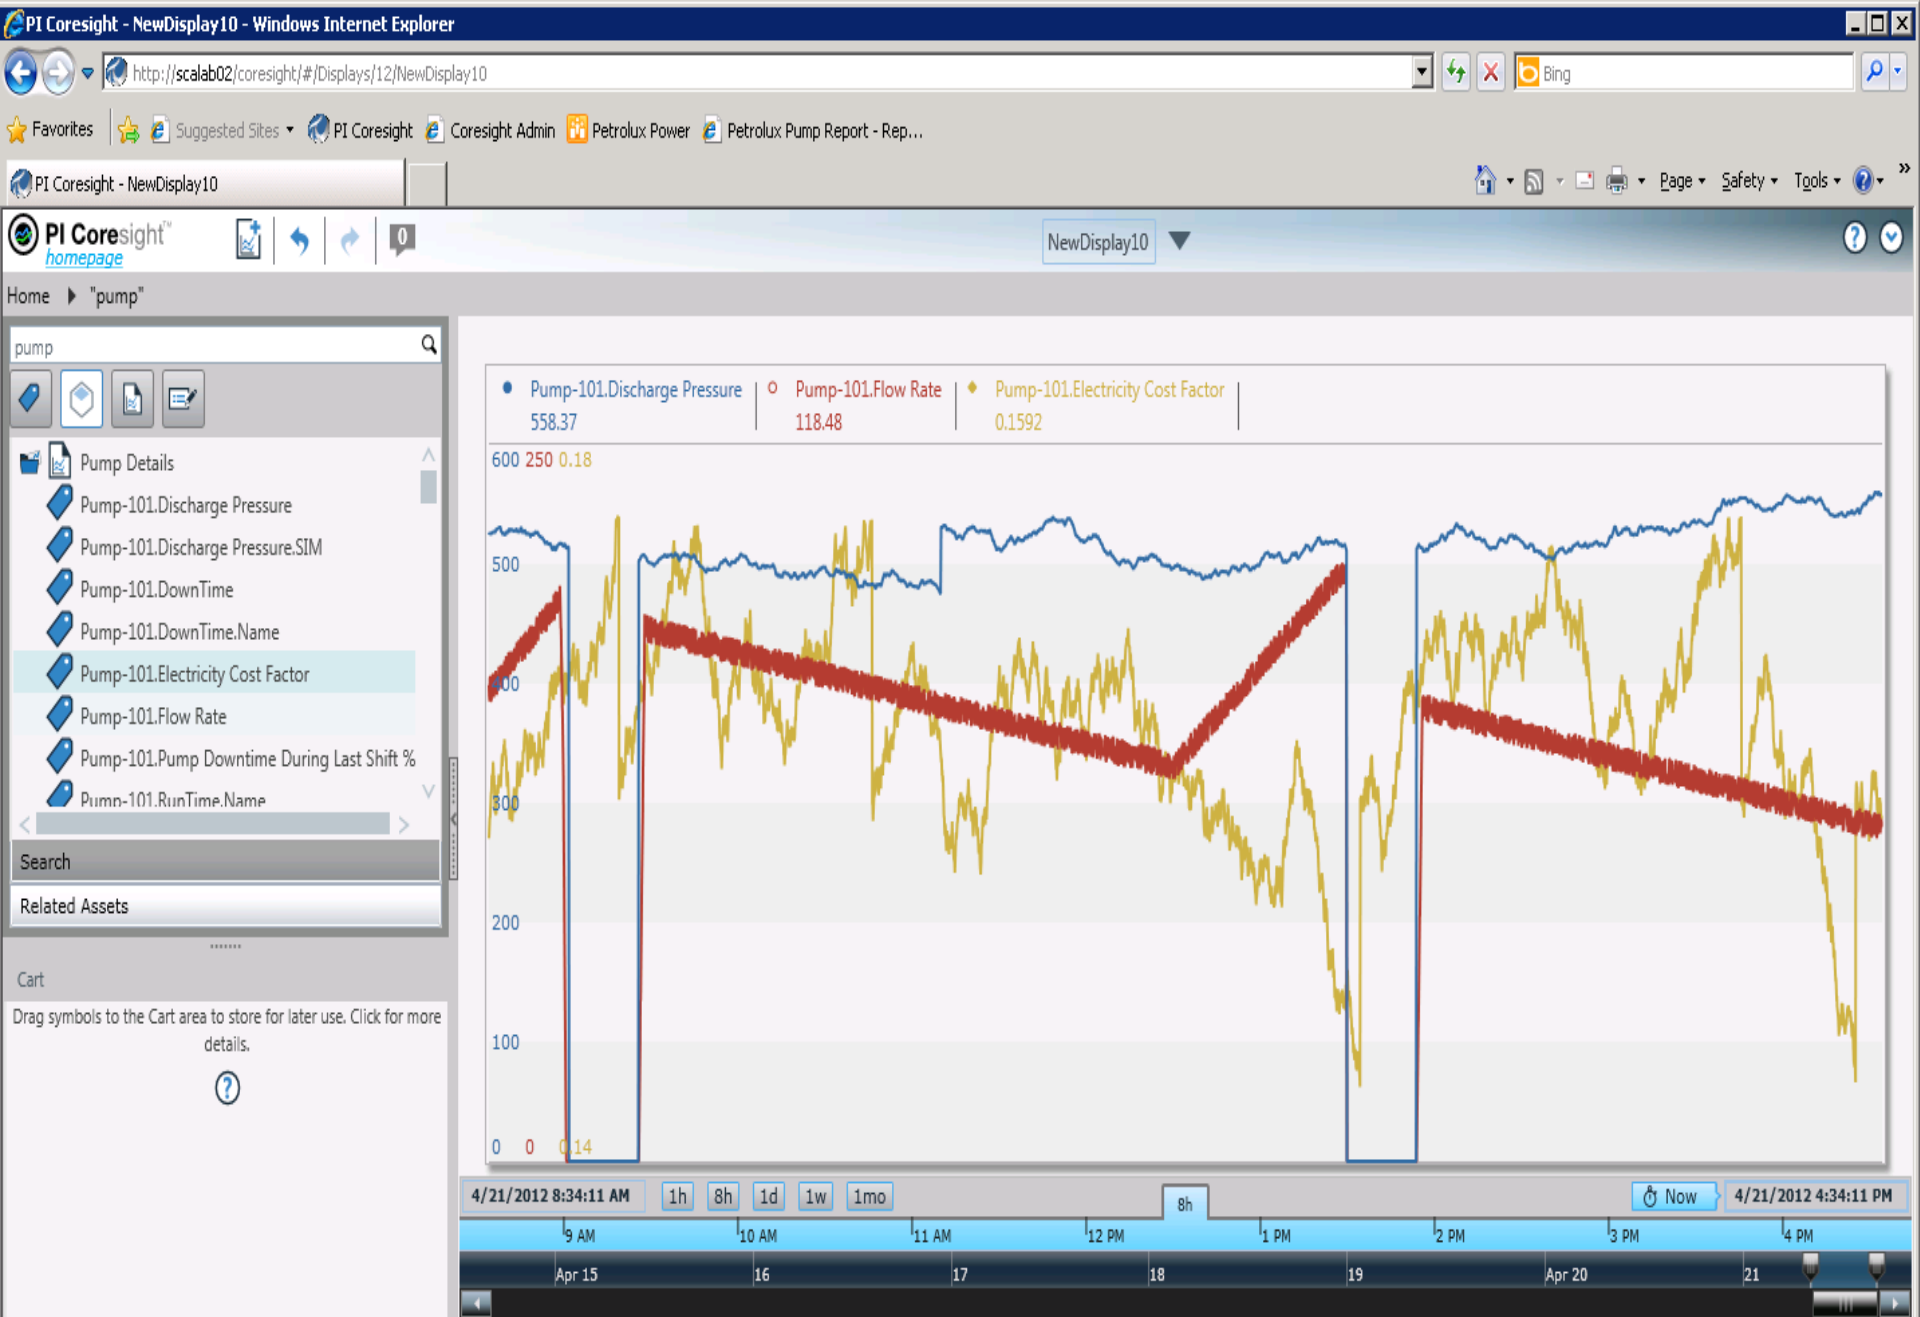 PI Coresight - NewDisplay10 - Windows Internet Explorer
http://scalab02/coresight/#/Displays/12/NewDisplay10
Bing
Favorites
Suggested Sites
PI Coresight
Coresight Admin
Petrolux Power
Petrolux Pump Report - Rep...
PI Coresight - NewDisplay10
Page
Safety
Tools
»
PI Coresight™
homepage
0
NewDisplay10
?
Home
"pump"
pump
Pump Details
Pump-101.Discharge Pressure
Pump-101.Discharge Pressure.SIM
Pump-101.DownTime
Pump-101.DownTime.Name
Pump-101.Electricity Cost Factor
Pump-101.Flow Rate
Pump-101.Pump Downtime During Last Shift %
Pump-101.RunTime.Name
Search
Related Assets
Cart
Drag symbols to the Cart area to store for later use. Click for more
details.
?
Pump-101.Discharge Pressure
558.37
Pump-101.Flow Rate
118.48
Pump-101.Electricity Cost Factor
0.1592
600 250 0.18
500
400
300
200
100
0 0 0.14
4/21/2012 8:34:11 AM
1h
8h
1d
1w
1mo
8h
Now
4/21/2012 4:34:11 PM
9 AM 10 AM 11 AM 12 PM 1 PM 2 PM 3 PM 4 PM
Apr 15 16 17 18 19 Apr 20 21